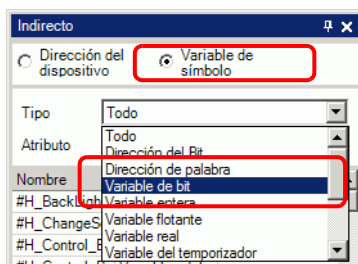 Indirecto
Dirección del dispositivo
Variable de símbolo
Tipo Todo
Atributo
Todo
Dirección del Bit
Dirección de palabra
Variable de bit
Variable entera
Variable flotante
Variable real
Variable del temporizador
Nombre
#H_BackLigh
#H_ChangeS
#H_Control_E